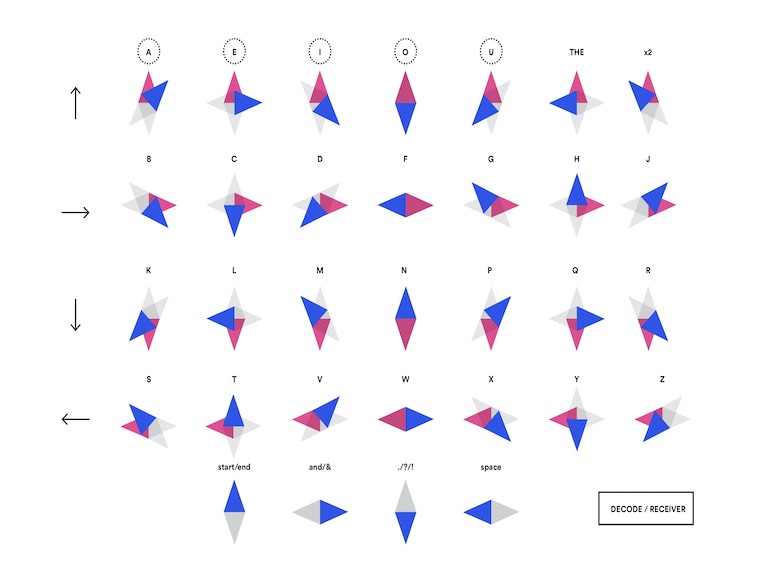 A E I O U THE x2
B C D F G H J
K L M N P Q R
S T V W X Y Z
start/end and/& ./?/! space
DECODE / RECEIVER